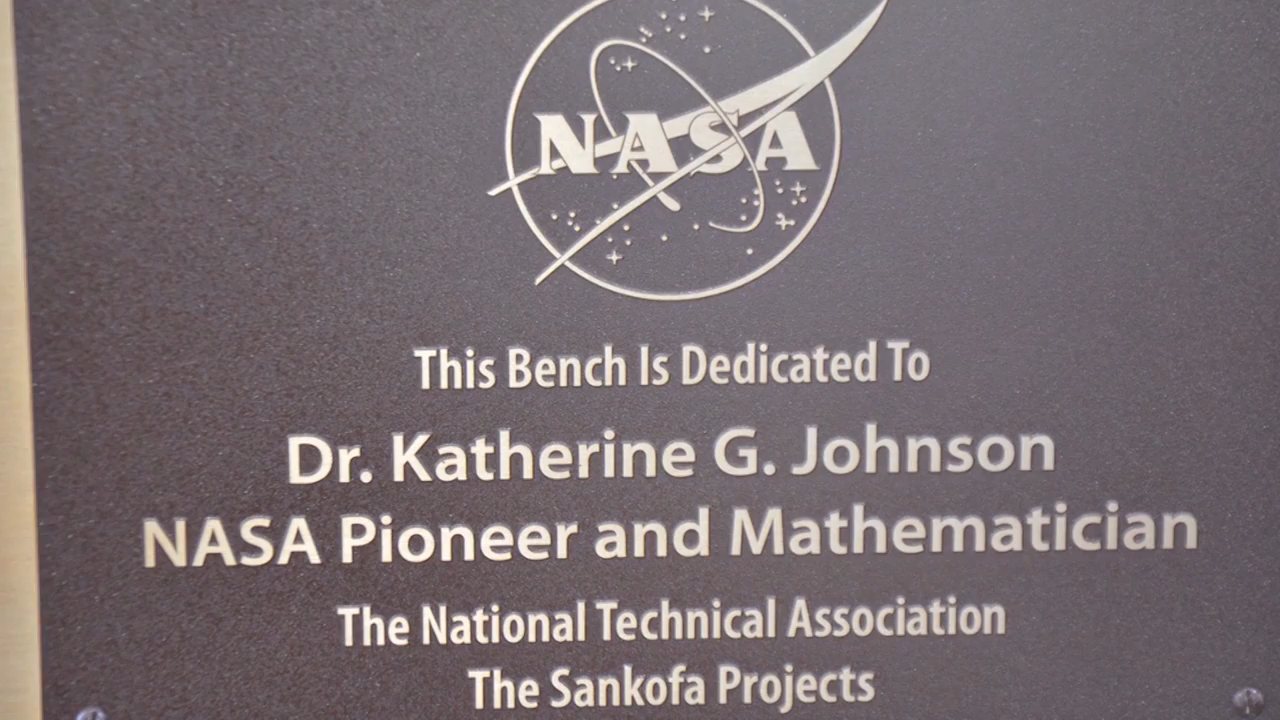 NASA
This Bench Is Dedicated To
Dr. Katherine G. Johnson
NASA Pioneer and Mathematician
The National Technical Association
The Sankofa Projects